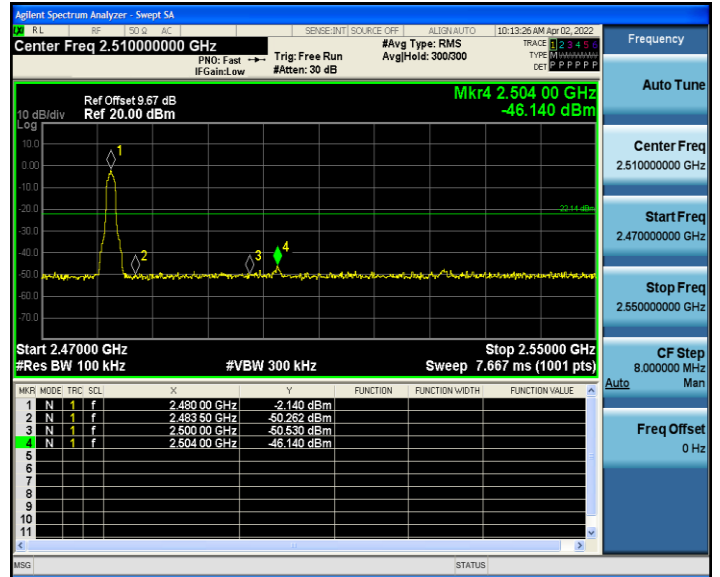 Agilent Spectrum Analyzer - Swept SA
RL RF 50 Ω AC SENSE:INT SOURCE OFF ALIGNAUTO 10:13:26 AM Apr 02, 2022
Center Freq 2.510000000 GHz
#Avg Type: RMS
TRACE 1 2 3 4 5 6
PNO: Fast
Trig: Free Run
Avg|Hold: 300/300
TYPE
IFGain:Low
#Atten: 30 dB
DET P P P P P P
Mkr4 2.504 00 GHz
-46.140 dBm
Ref Offset 9.67 dB
10 dB/div Ref 20.00 dBm
Log
10.0
0.00
-10.0
-20.0
-30.0
-40.0
-50.0
-60.0
-70.0
1
2
3
4
-22.14 dBm
Start 2.47000 GHz Stop 2.55000 GHz
#Res BW 100 kHz #VBW 300 kHz Sweep 7.667 ms (1001 pts)
MKR MODE TRC SCL X Y FUNCTION FUNCTION WIDTH FUNCTION VALUE
1 N 1 f 2.480 00 GHz -2.140 dBm
2 N 1 f 2.483 50 GHz -50.262 dBm
3 N 1 f 2.500 00 GHz -50.530 dBm
4 N 1 f 2.504 00 GHz -46.140 dBm
5
6
7
8
9
10
11
MSG STATUS
Frequency
Auto Tune
Center Freq
2.510000000 GHz
Start Freq
2.470000000 GHz
Stop Freq
2.550000000 GHz
CF Step
8.000000 MHz
Auto Man
Freq Offset
0 Hz